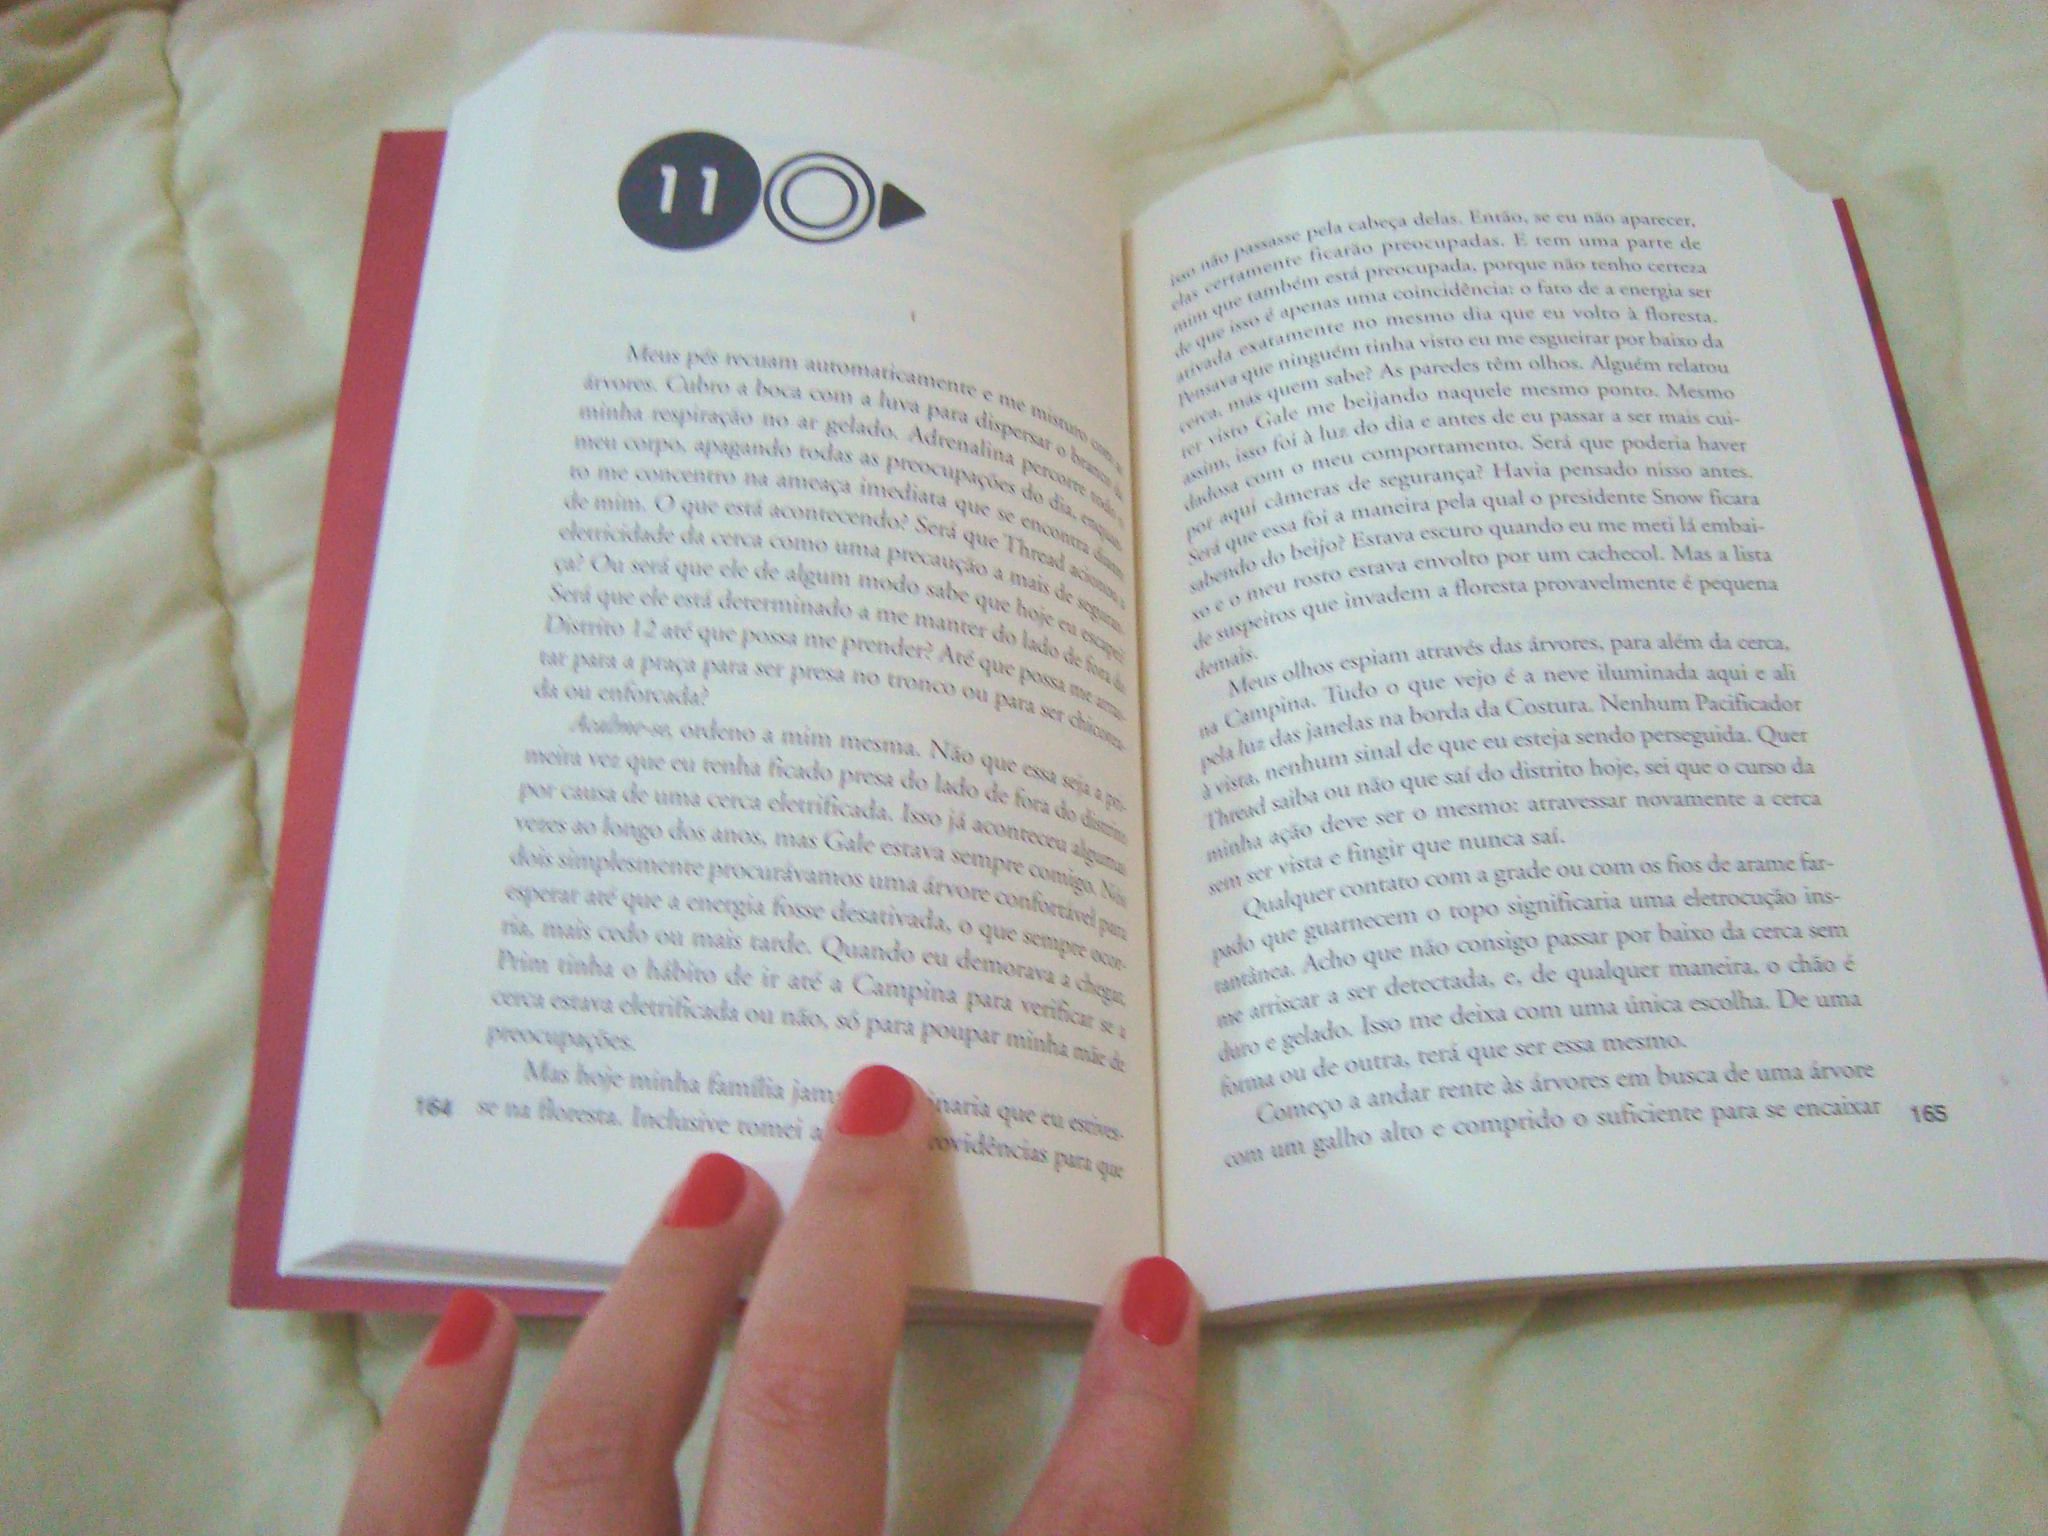 11
Meus pés recuam automaticamente e me misturo com as
árvores. Cubro a boca com a luva para dispersar o branco da
minha respiração no ar gelado. Adrenalina percorre todo o
meu corpo, apagando todas as preocupações do dia, enquan-
to me concentro na ameaça imediata que se encontra diante
de mim. O que está acontecendo? Será que Thread acionou a
eletricidade da cerca como uma precaução a mais de seguran-
ça? Ou será que ele de algum modo sabe que hoje eu escapei?
Será que ele está determinado a me manter do lado de fora do
Distrito 12 até que possa me prender? Até que possa me arras-
tar para a praça para ser presa no tronco ou para ser chicotea-
da ou enforcada?
Acalme-se, ordeno a mim mesma. Não que essa seja a pri-
meira vez que eu tenha ficado presa do lado de fora do distrito
por causa de uma cerca eletrificada. Isso já aconteceu algumas
vezes ao longo dos anos, mas Gale estava sempre comigo. Nós
dois simplesmente procurávamos uma árvore confortável para
esperar até que a energia fosse desativada, o que sempre ocor-
ria, mais cedo ou mais tarde. Quando eu demorava a chegar,
Prim tinha o hábito de ir até a Campina para verificar se a
cerca estava eletrificada ou não, só para poupar minha mãe de
preocupações.
Mas hoje minha família jam inaria que eu estives-
164 se na floresta. Inclusive tomei a ovidências para que
isso não passasse pela cabeça delas. Então, se eu não aparecer,
elas certamente ficarão preocupadas. E tem uma parte de
mim que também está preocupada, porque não tenho certeza
de que isso é apenas uma coincidência: o fato de a energia ser
ativada exatamente no mesmo dia que eu volto à floresta.
Pensava que ninguém tinha visto eu me esgueirar por baixo da
cerca, mas quem sabe? As paredes têm olhos. Alguém relatou
ter visto Gale me beijando naquele mesmo ponto. Mesmo
assim, isso foi à luz do dia e antes de eu passar a ser mais cui-
dadosa com o meu comportamento. Será que poderia haver
por aqui câmeras de segurança? Havia pensado nisso antes.
Será que essa foi a maneira pela qual o presidente Snow ficara
sabendo do beijo? Estava escuro quando eu me meti lá embai-
xo e o meu rosto estava envolto por um cachecol. Mas a lista
de suspeitos que invadem a floresta provavelmente é pequena
demais.
Meus olhos espiam através das árvores, para além da cerca,
na Campina. Tudo o que vejo é a neve iluminada aqui e ali
pela luz das janelas na borda da Costura. Nenhum Pacificador
à vista, nenhum sinal de que eu esteja sendo perseguida. Quer
Thread saiba ou não que saí do distrito hoje, sei que o curso da
minha ação deve ser o mesmo: atravessar novamente a cerca
sem ser vista e fingir que nunca saí.
Qualquer contato com a grade ou com os fios de arame far-
pado que guarnecem o topo significaria uma eletrocução ins-
tantânea. Acho que não consigo passar por baixo da cerca sem
me arriscar a ser detectada, e, de qualquer maneira, o chão é
duro e gelado. Isso me deixa com uma única escolha. De uma
forma ou de outra, terá que ser essa mesmo.
Começo a andar rente às árvores em busca de uma árvore
com um galho alto e comprido o suficiente para se encaixar 165